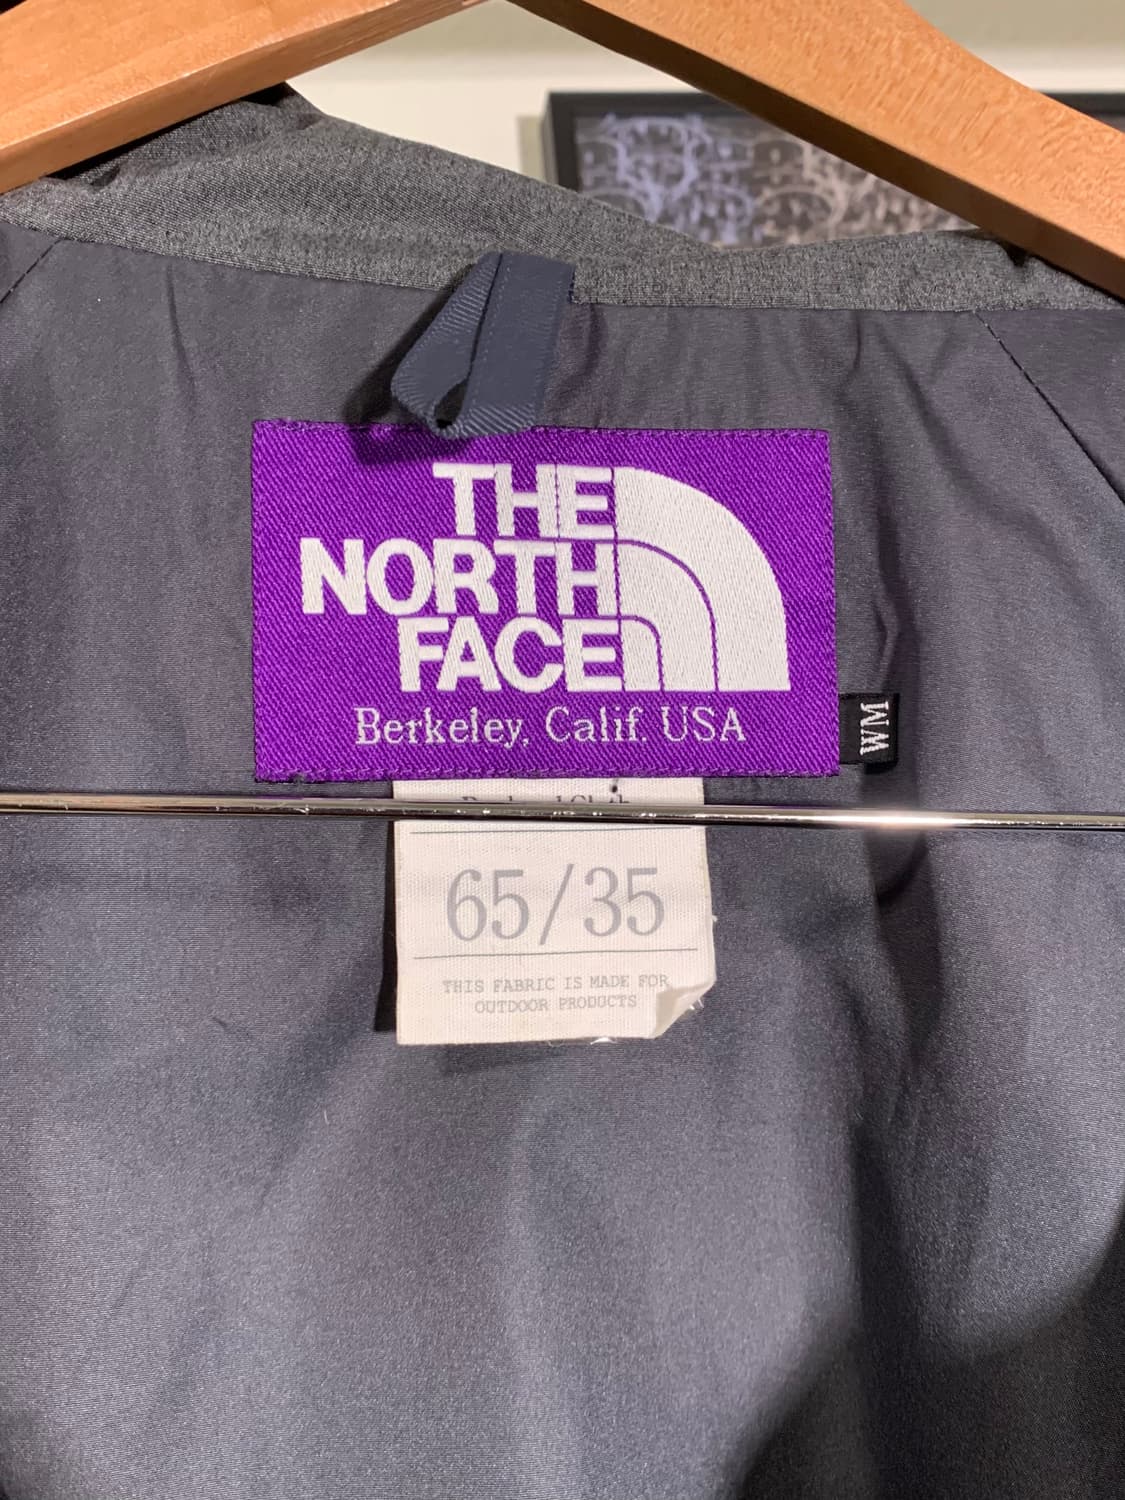 THE
NORTH
FACE
Berkeley, Calif. USA
WM
65/35
THIS FABRIC IS MADE FOR
OUTDOOR PRODUCTS